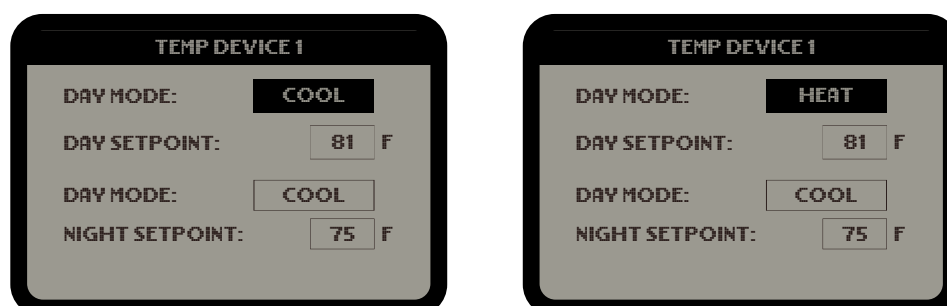 TEMP DEVICE 1
DAY MODE: COOL
DAY SETPOINT: 81 F
DAY MODE: COOL
NIGHT SETPOINT: 75 F
TEMP DEVICE 1
DAY MODE: HEAT
DAY SETPOINT: 81 F
DAY MODE: COOL
NIGHT SETPOINT: 75 F